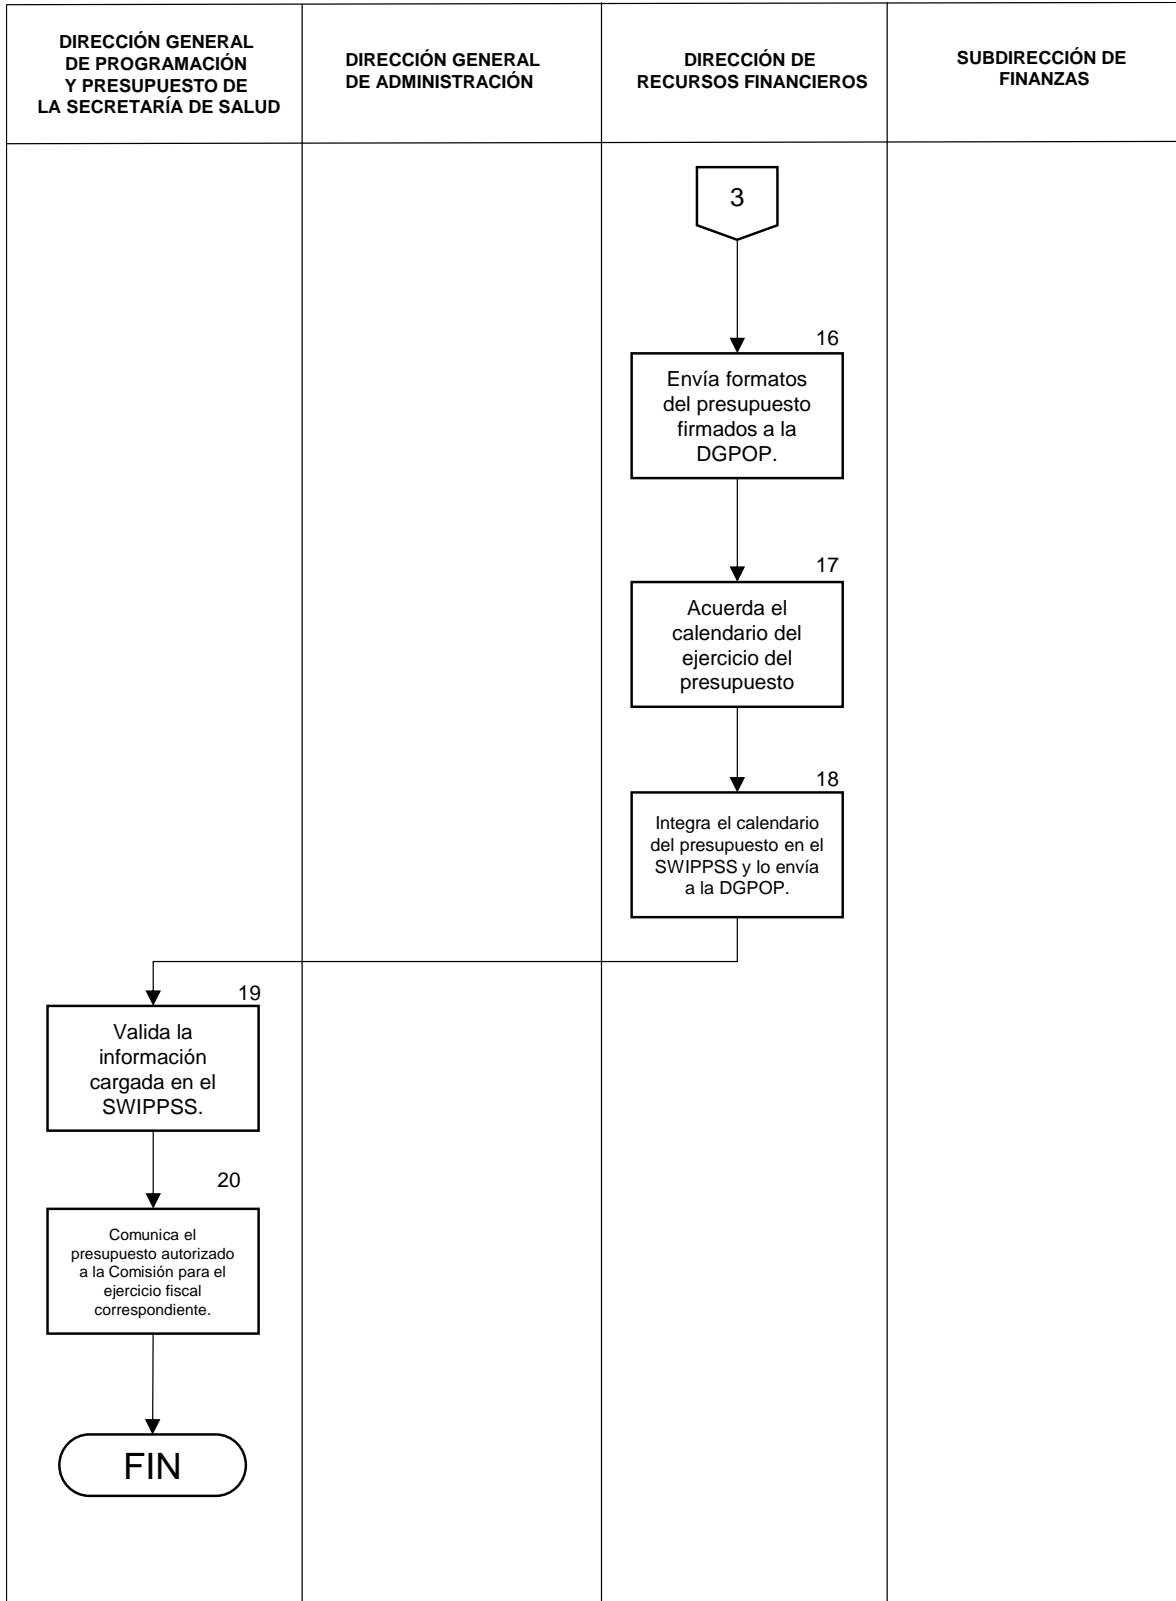 DIRECCIÓN GENERAL
DE PROGRAMACIÓN
Y PRESUPUESTO DE
LA SECRETARÍA DE SALUD
DIRECCIÓN GENERAL
DE ADMINISTRACIÓN
DIRECCIÓN DE
RECURSOS FINANCIEROS
SUBDIRECCIÓN DE
FINANZAS
3
16
Envía formatos
del presupuesto
firmados a la
DGPOP.
17
Acuerda el
calendario del
ejercicio del
presupuesto
18
Integra el calendario
del presupuesto en el
SWIPPSS y lo envía
a la DGPOP.
19
Valida la
información
cargada en el
SWIPPSS.
20
Comunica el
presupuesto autorizado
a la Comisión para el
ejercicio fiscal
correspondiente.
FIN